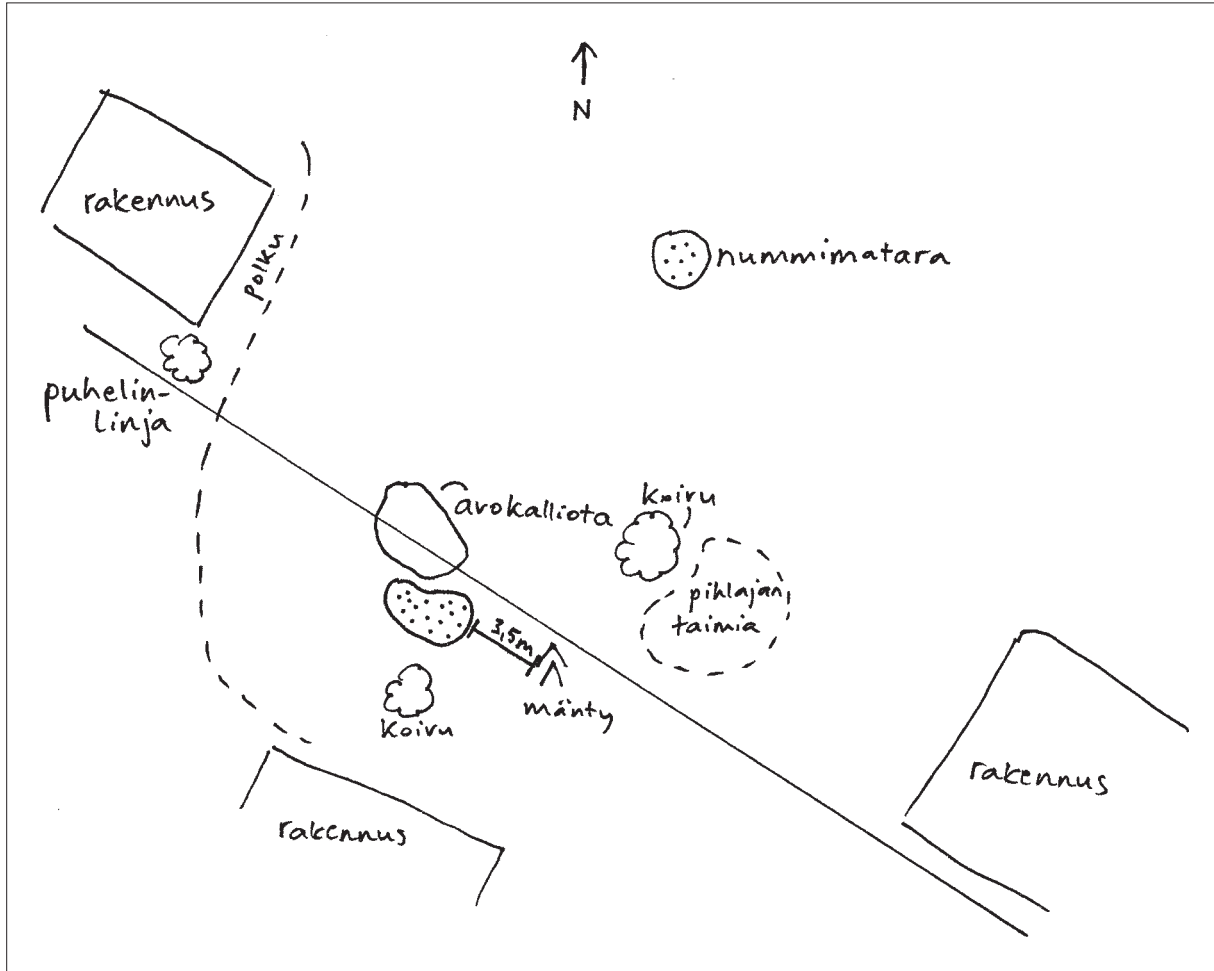 N
rakennus
polku
nummimatara
puhelin-
linja
avokalliota
koivu
pihlajan
taimia
3,5m
mänty
koivu
rakennus
rakennus